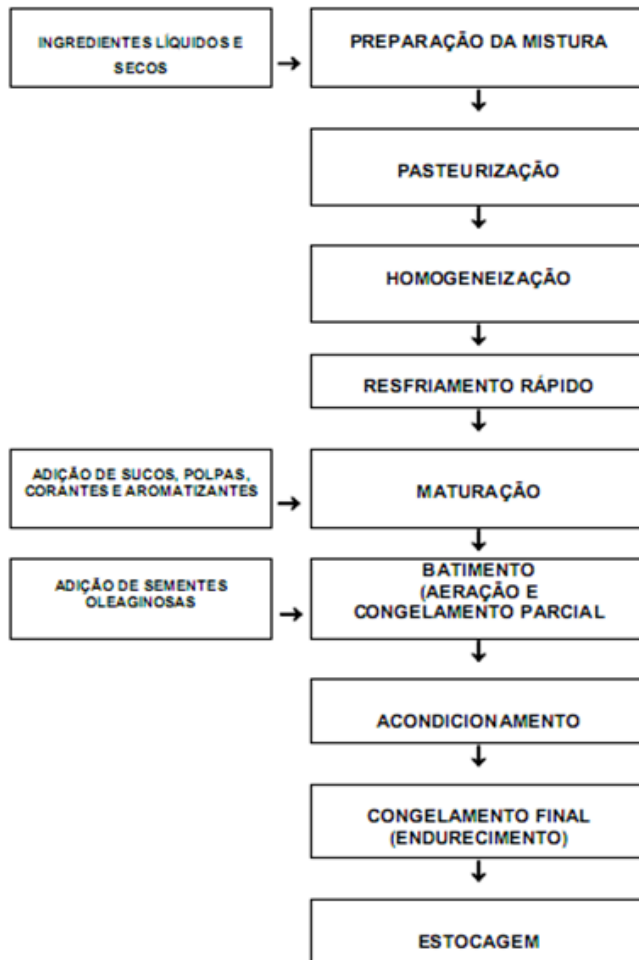 INGREDIENTES LÍQUIDOS E
SECOS
PREPARAÇÃO DA MISTURA
PASTEURIZAÇÃO
HOMOGENEIZAÇÃO
RESFRIAMENTO RÁPIDO
ADIÇÃO DE SUCOS, POLPAS,
CORANTES E AROMATIZANTES
MATURAÇÃO
ADIÇÃO DE SEMENTES
OLEAGINOSAS
BATIMENTO
(AERAÇÃO E
CONGELAMENTO PARCIAL
ACONDICIONAMENTO
CONGELAMENTO FINAL
(ENDURECIMENTO)
ESTOCAGEM